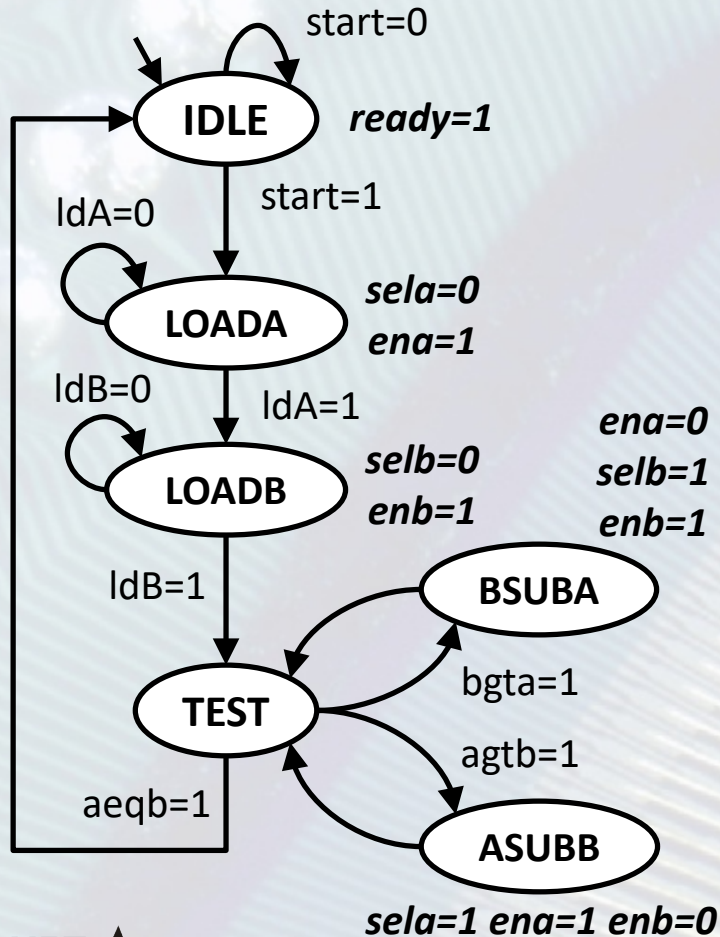 start=0
IDLE
ready=1
start=1
ldA=0
LOADA
sela=0
ena=1
ldB=0
ldA=1
LOADB
selb=0
enb=1
ena=0
selb=1
enb=1
ldB=1
BSUBA
bgta=1
TEST
agtb=1
aeqb=1
ASUBB
sela=1 ena=1 enb=0